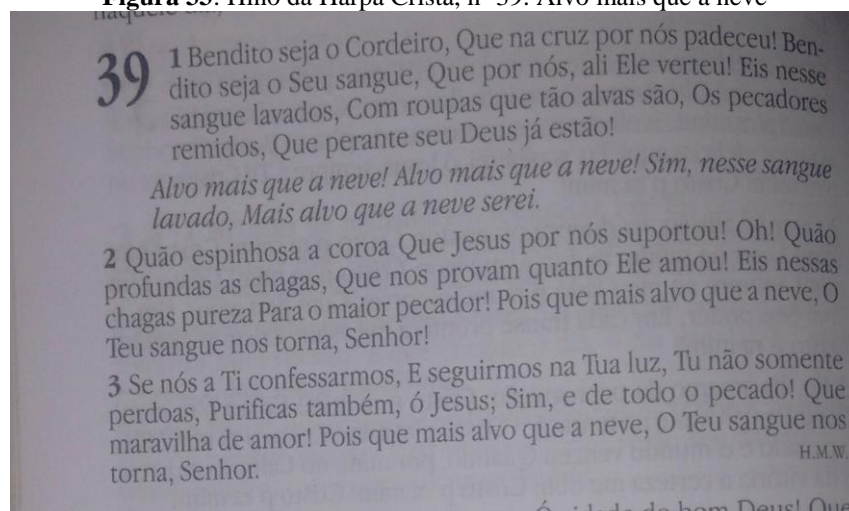 Figura 35: Hino da Harpa Cristã, nº 39: Alvo mais que a neve
39 1 Bendito seja o Cordeiro, Que na cruz por nós padeceu! Ben-
dito seja o Seu sangue, Que por nós, ali Ele verteu! Eis nesse
sangue lavados, Com roupas que tão alvas são, Os pecadores
remidos, Que perante seu Deus já estão!
Alvo mais que a neve! Alvo mais que a neve! Sim, nesse sangue
lavado, Mais alvo que a neve serei.
2 Quão espinhosa a coroa Que Jesus por nós suportou! Oh! Quão
profundas as chagas, Que nos provam quanto Ele amou! Eis nessas
chagas pureza Para o maior pecador! Pois que mais alvo que a neve, O
Teu sangue nos torna, Senhor!
3 Se nós a Ti confessarmos, E seguirmos na Tua luz, Tu não somente
perdoas, Purificas também, ó Jesus; Sim, e de todo o pecado! Que
maravilha de amor! Pois que mais alvo que a neve, O Teu sangue nos
torna, Senhor.
H.M.W.
bom Deus! Que